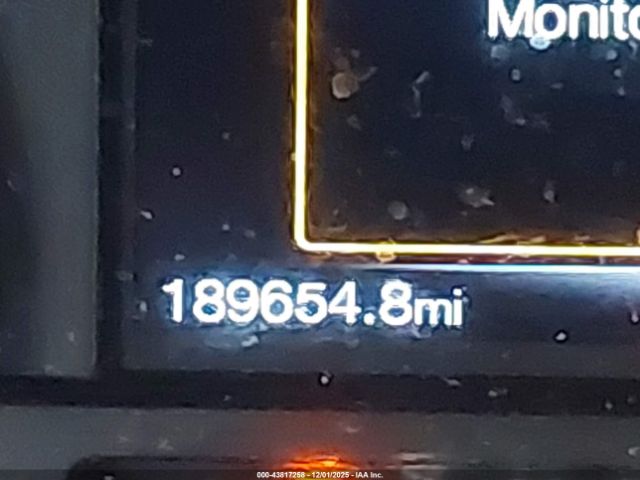 Monito
189654.8mi
000-43817258 - 12/01/2025 - IAA Inc.